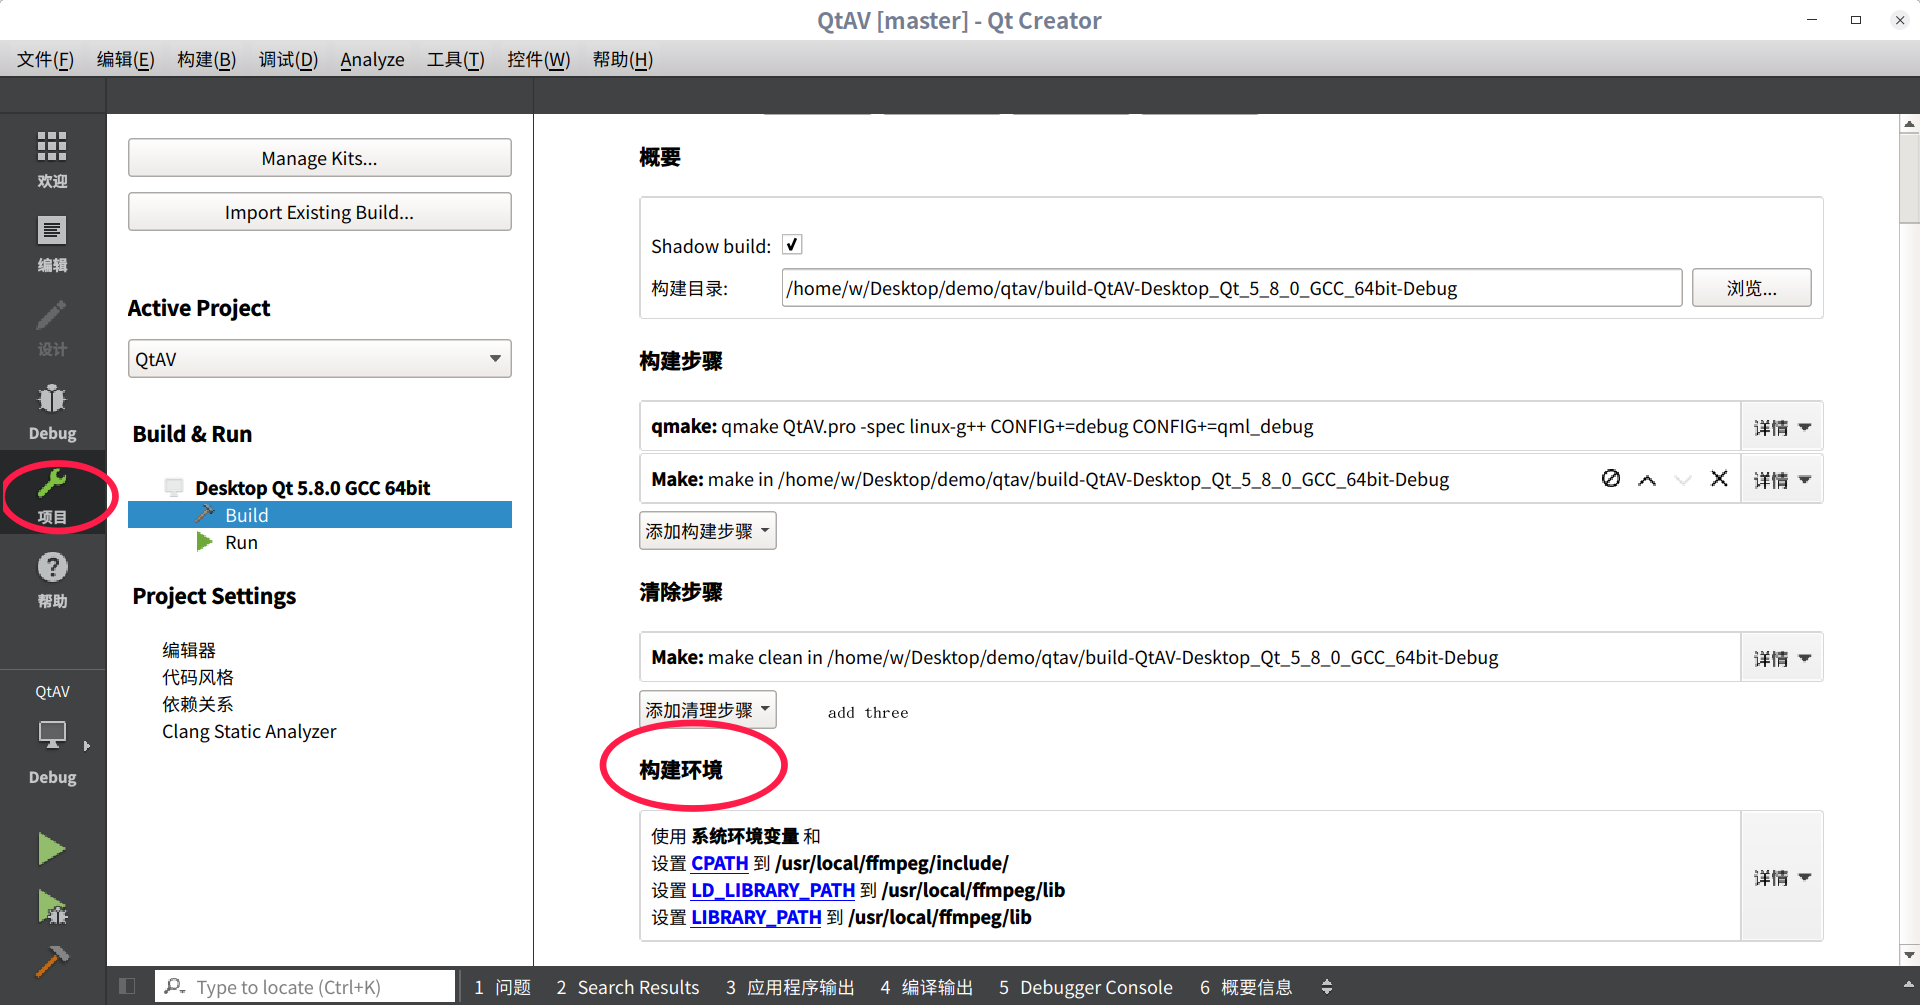 QtAV [master] - Qt Creator
文件(F) 编辑(E) 构建(B) 调试(D) Analyze 工具(T) 控件(W) 帮助(H)
欢迎
编辑
设计
Debug
项目
帮助
QtAV
Debug
Manage Kits...
Import Existing Build...
Active Project
QtAV
Build & Run
Desktop Qt 5.8.0 GCC 64bit
Build
Run
Project Settings
编辑器
代码风格
依赖关系
Clang Static Analyzer
概要
Shadow build:
构建目录: /home/w/Desktop/demo/qtav/build-QtAV-Desktop_Qt_5_8_0_GCC_64bit-Debug 浏览...
构建步骤
qmake: qmake QtAV.pro -spec linux-g++ CONFIG+=debug CONFIG+=qml_debug 详情
Make: make in /home/w/Desktop/demo/qtav/build-QtAV-Desktop_Qt_5_8_0_GCC_64bit-Debug 详情
添加构建步骤
清除步骤
Make: make clean in /home/w/Desktop/demo/qtav/build-QtAV-Desktop_Qt_5_8_0_GCC_64bit-Debug 详情
添加清理步骤 add three
构建环境
使用 系统环境变量 和
设置 CPATH 到 /usr/local/ffmpeg/include/
设置 LD_LIBRARY_PATH 到 /usr/local/ffmpeg/lib
设置 LIBRARY_PATH 到 /usr/local/ffmpeg/lib
详情
Type to locate (Ctrl+K) 1 问题 2 Search Results 3 应用程序输出 4 编译输出 5 Debugger Console 6 概要信息